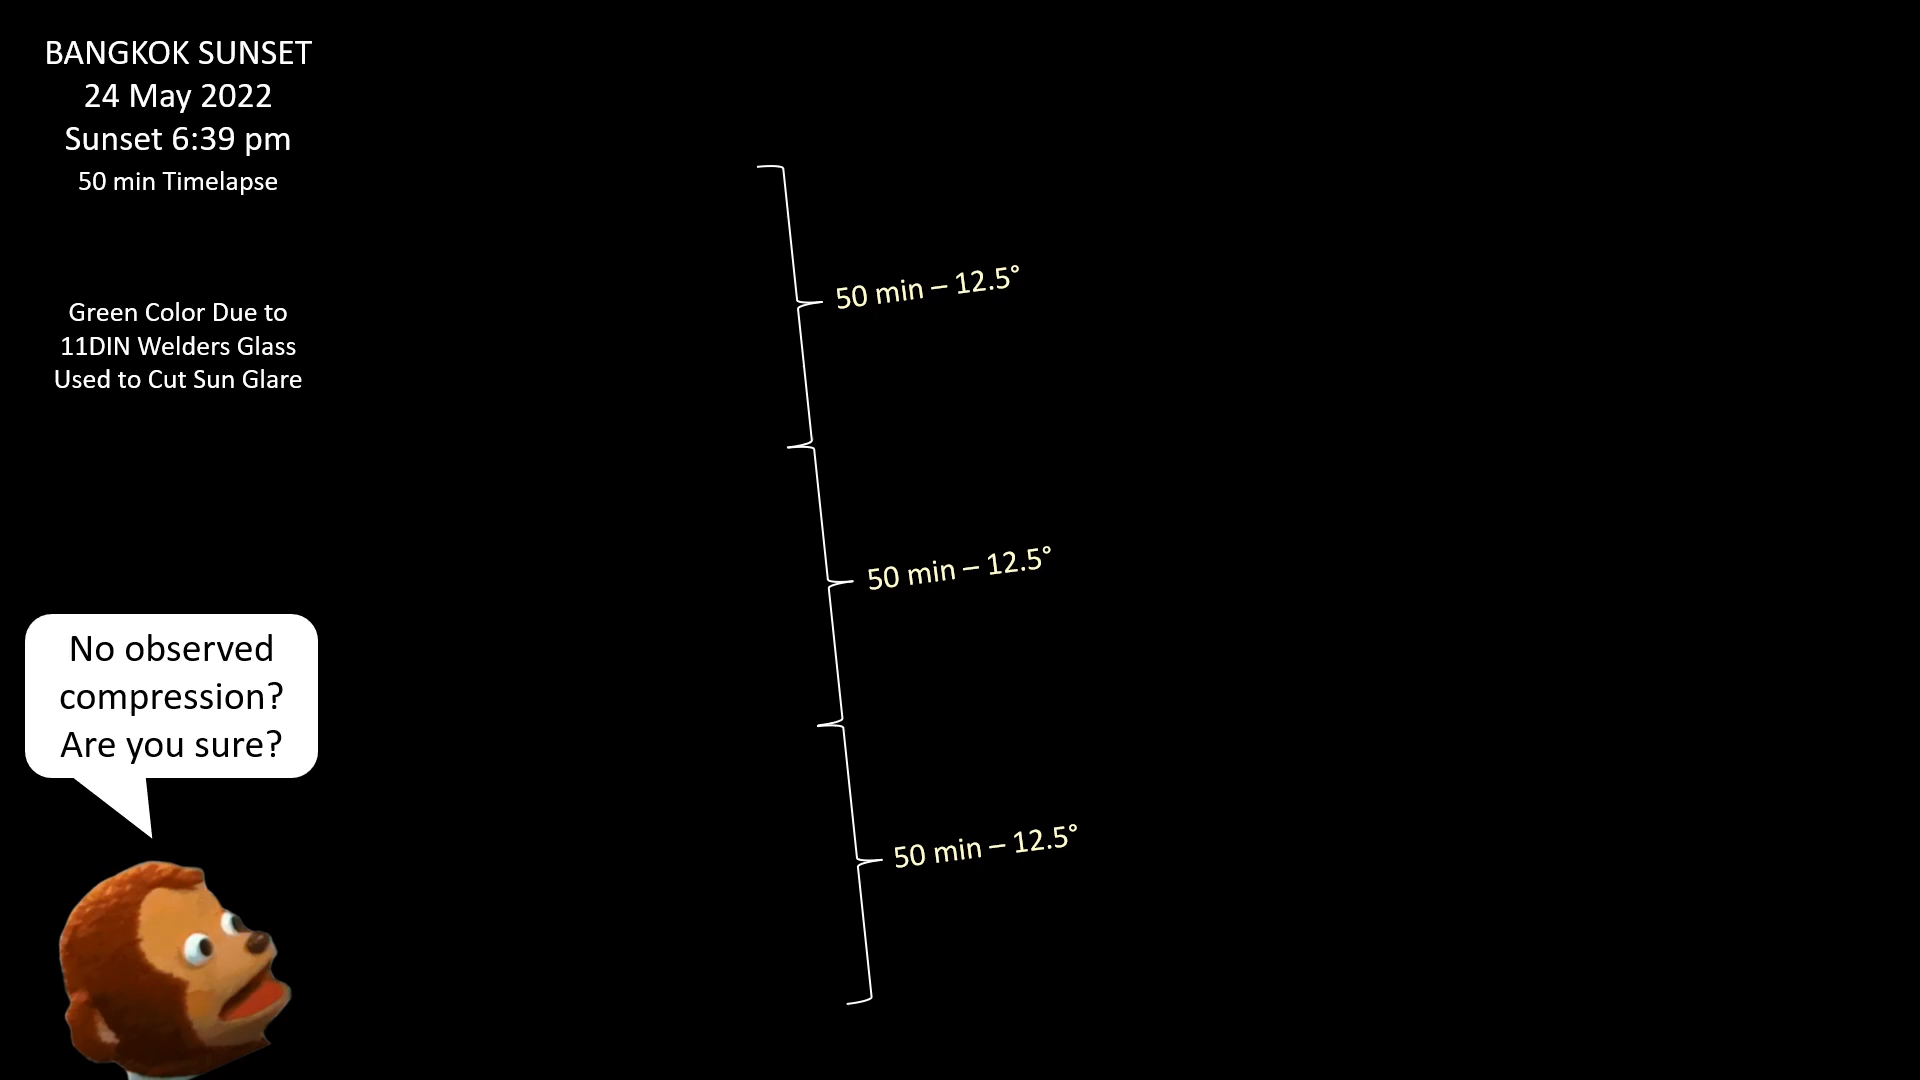 BANGKOK SUNSET
24 May 2022
Sunset 6:39 pm
50 min Timelapse
Green Color Due to
11DIN Welders Glass
Used to Cut Sun Glare
50 min – 12.5°
50 min – 12.5°
50 min – 12.5°
No observed
compression?
Are you sure?